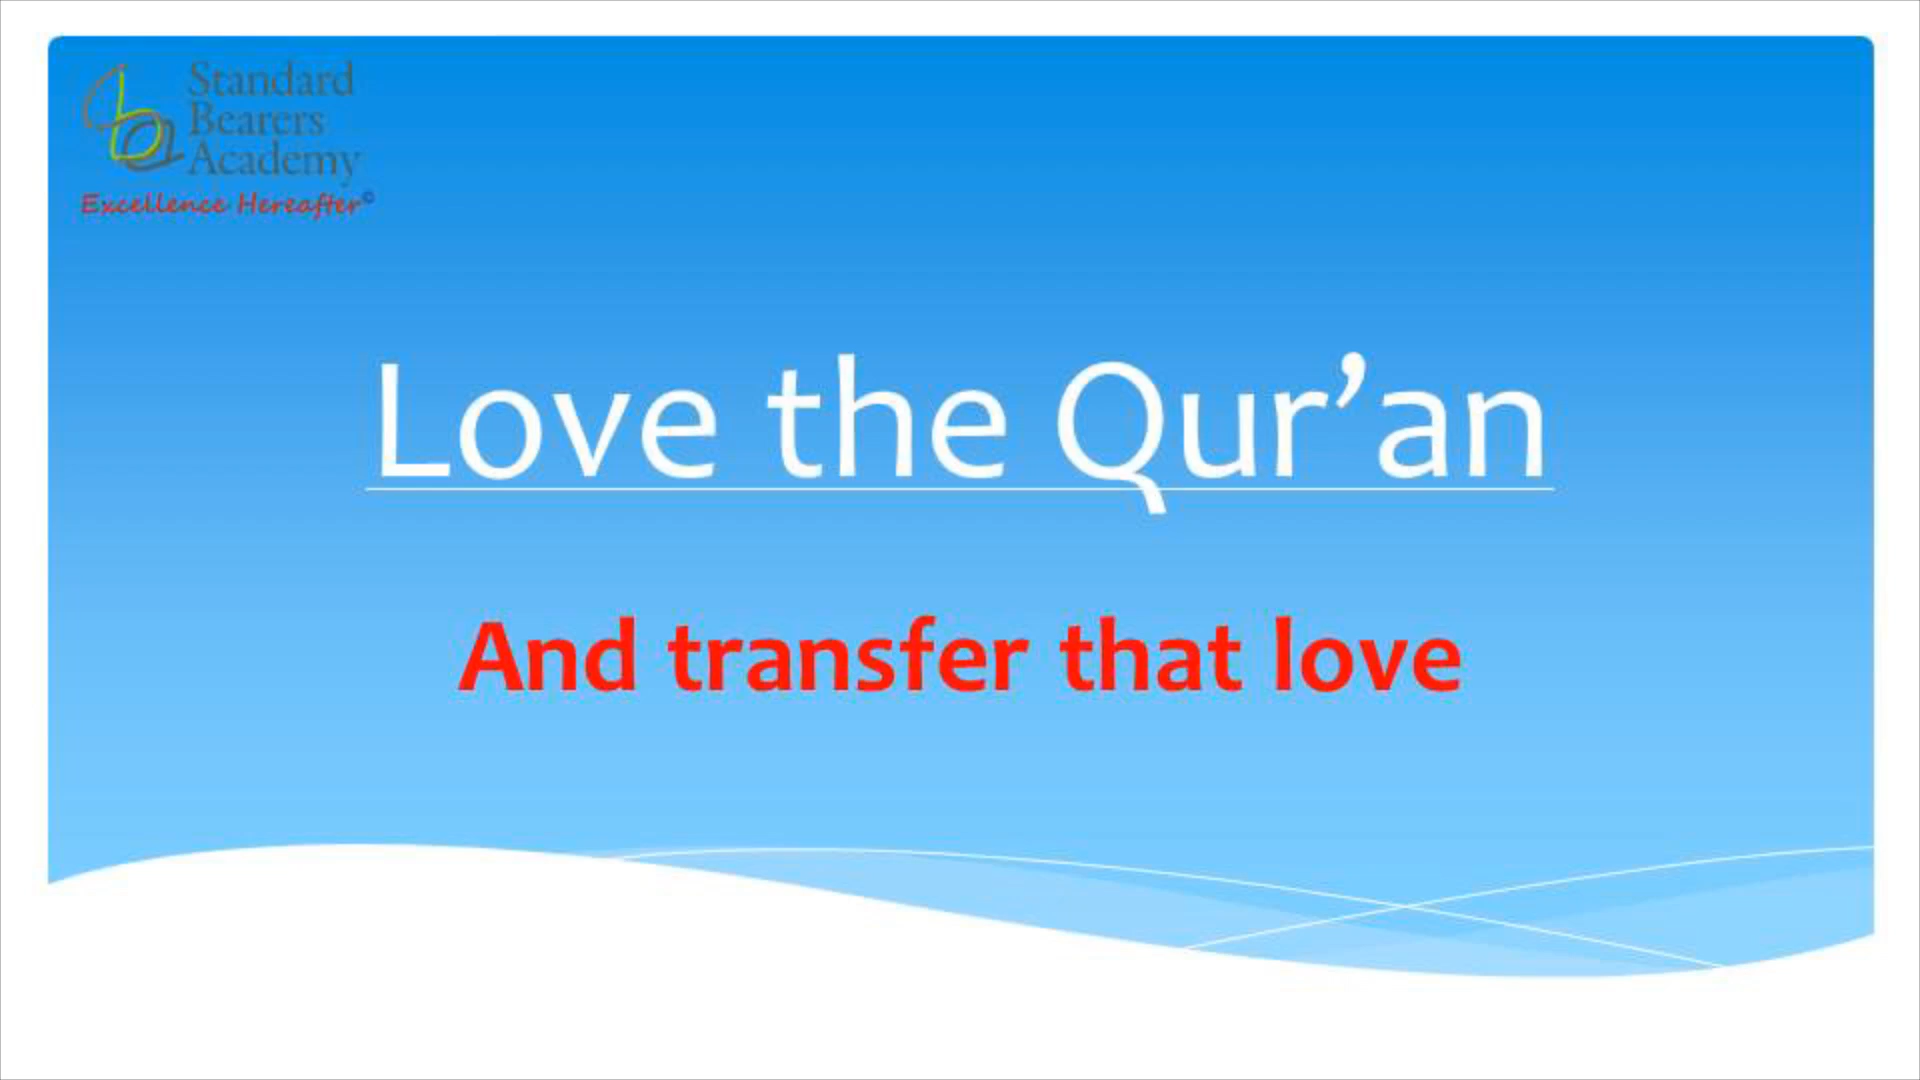 Standard
Bearers
Academy
Excellence Hereafter©
Love the Qur’an
And transfer that love